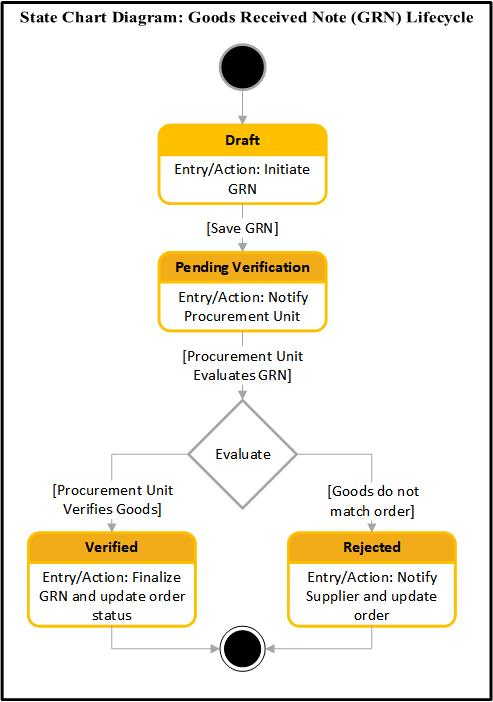 State Chart Diagram: Goods Received Note (GRN) Lifecycle
Draft
Entry/Action: Initiate
GRN
[Save GRN]
Pending Verification
Entry/Action: Notify
Procurement Unit
[Procurement Unit
Evaluates GRN]
Evaluate
[Procurement Unit
Verifies Goods]
[Goods do not
match order]
Verified
Entry/Action: Finalize
GRN and update order
status
Rejected
Entry/Action: Notify
Supplier and update
order